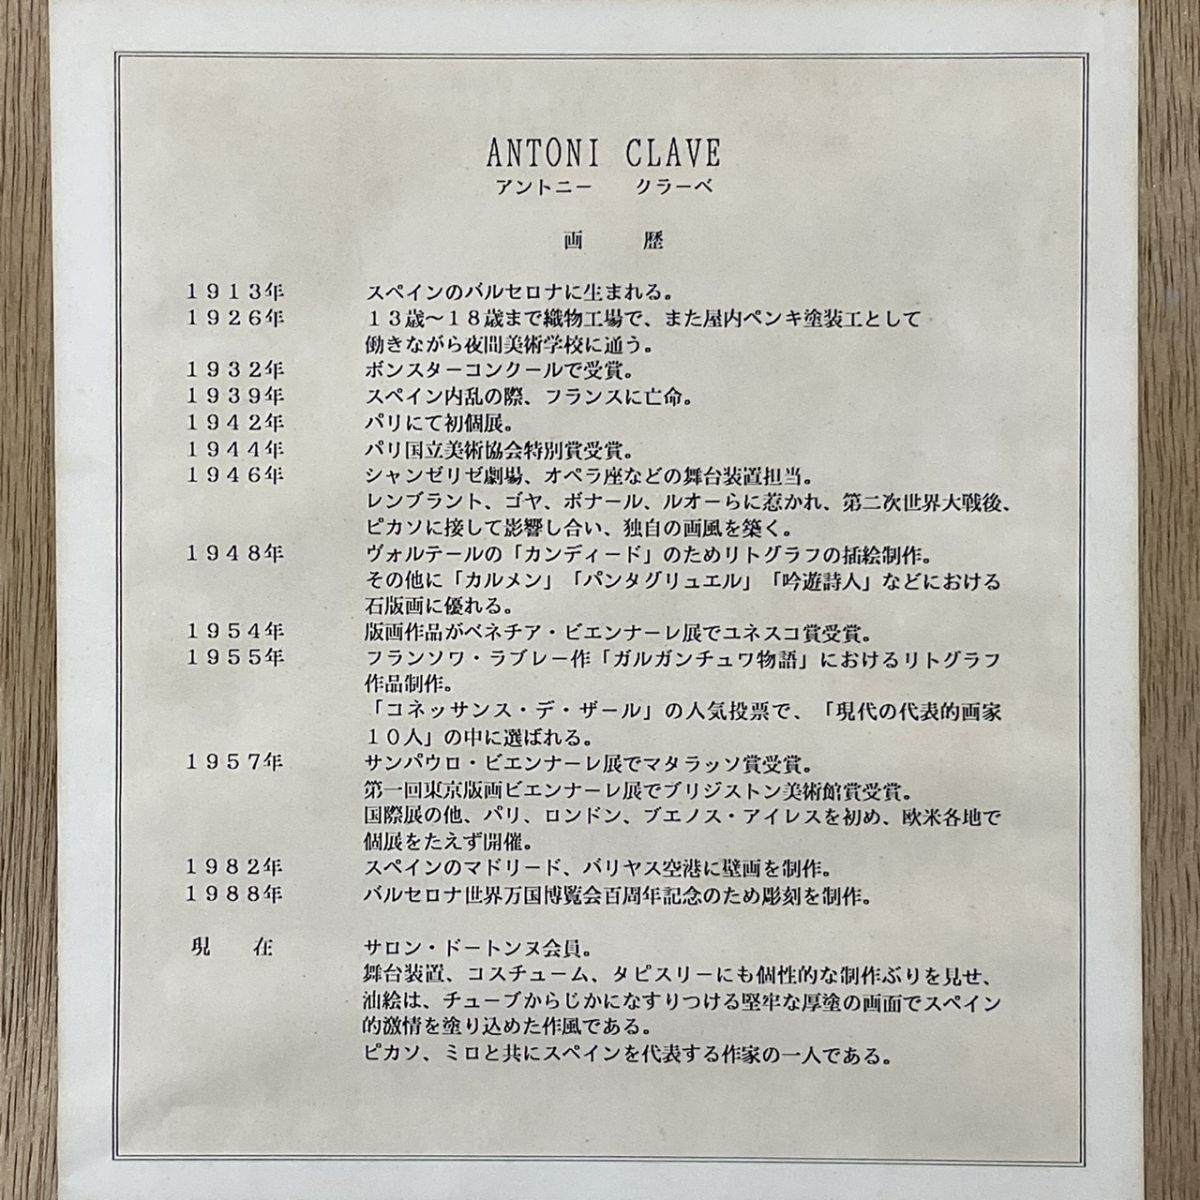 ANTONI CLAVE
アントニー　クラーベ
画　歴
１９１３年　スペインのバルセロナに生まれる。
１９２６年　１３歳～１８歳まで織物工場で、また屋内ペンキ塗装工として
働きながら夜間美術学校に通う。
１９３２年　ボンスターコンクールで受賞。
１９３９年　スペイン内乱の際、フランスに亡命。
１９４２年　パリにて初個展。
１９４４年　パリ国立美術協会特別賞受賞。
１９４６年　シャンゼリゼ劇場、オペラ座などの舞台装置担当。
レンブラント、ゴヤ、ボナール、ルオーらに惹かれ、第二次世界大戦後、
ピカソに接して影響し合い、独自の画風を築く。
１９４８年　ヴォルテールの「カンディード」のためリトグラフの挿絵制作。
その他に「カルメン」「パンタグリュエル」「吟遊詩人」などにおける
石版画に優れる。
１９５４年　版画作品がベネチア・ビエンナーレ展でユネスコ賞受賞。
１９５５年　フランソワ・ラブレー作「ガルガンチュワ物語」におけるリトグラフ
作品制作。
「コネッサンス・デ・ザール」の人気投票で、「現代の代表的画家
１０人」の中に選ばれる。
１９５７年　サンパウロ・ビエンナーレ展でマタラッソ賞受賞。
第一回東京版画ビエンナーレ展でブリジストン美術館賞受賞。
国際展の他、パリ、ロンドン、ブエノス・アイレスを初め、欧米各地で
個展をたえず開催。
１９８２年　スペインのマドリード、バリヤス空港に壁画を制作。
１９８８年　バルセロナ世界万国博覧会百周年記念のため彫刻を制作。
現　在　サロン・ドートンヌ会員。
舞台装置、コスチューム、タピスリーにも個性的な制作ぶりを見せ、
油絵は、チューブからじかになすりつける堅牢な厚塗の画面でスペイン
的激情を塗り込めた作風である。
ピカソ、ミロと共にスペインを代表する作家の一人である。